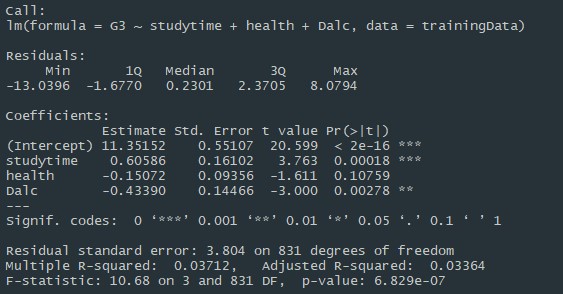 Call:
lm(formula = G3 ~ studytime + health + Dalc, data = trainingData)
Residuals:
Min 1Q Median 3Q Max
-13.0396 -1.6770 0.2301 2.3705 8.0794
Coefficients:
Estimate Std. Error t value Pr(>|t|)
(Intercept) 11.35152 0.55107 20.599 < 2e-16 ***
studytime 0.60586 0.16102 3.763 0.00018 ***
health -0.15072 0.09356 -1.611 0.10759
Dalc -0.43390 0.14466 -3.000 0.00278 **
---
Signif. codes: 0 ‘***’ 0.001 ‘**’ 0.01 ‘*’ 0.05 ‘.’ 0.1 ‘ ’ 1
Residual standard error: 3.804 on 831 degrees of freedom
Multiple R-squared: 0.03712, Adjusted R-squared: 0.03364
F-statistic: 10.68 on 3 and 831 DF, p-value: 6.829e-07